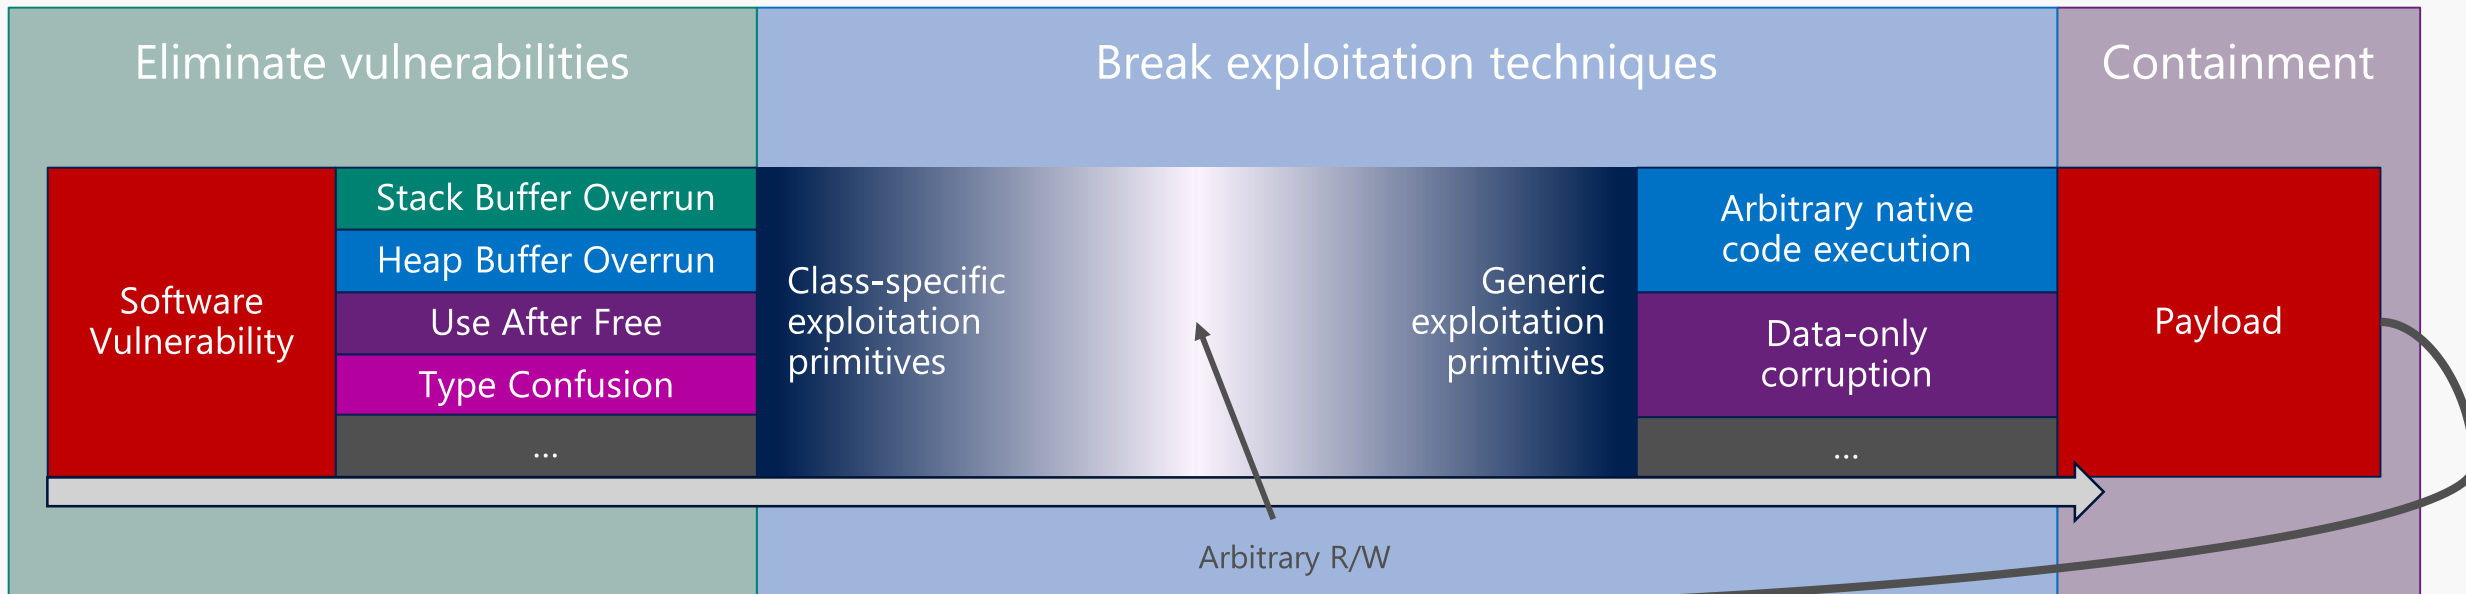 Eliminate vulnerabilities
Break exploitation techniques
Containment
Software
Vulnerability
Stack Buffer Overrun
Heap Buffer Overrun
Use After Free
Type Confusion
...
Class-specific
exploitation
primitives
Generic
exploitation
primitives
Arbitrary native
code execution
Data-only
corruption
...
Payload
Arbitrary R/W